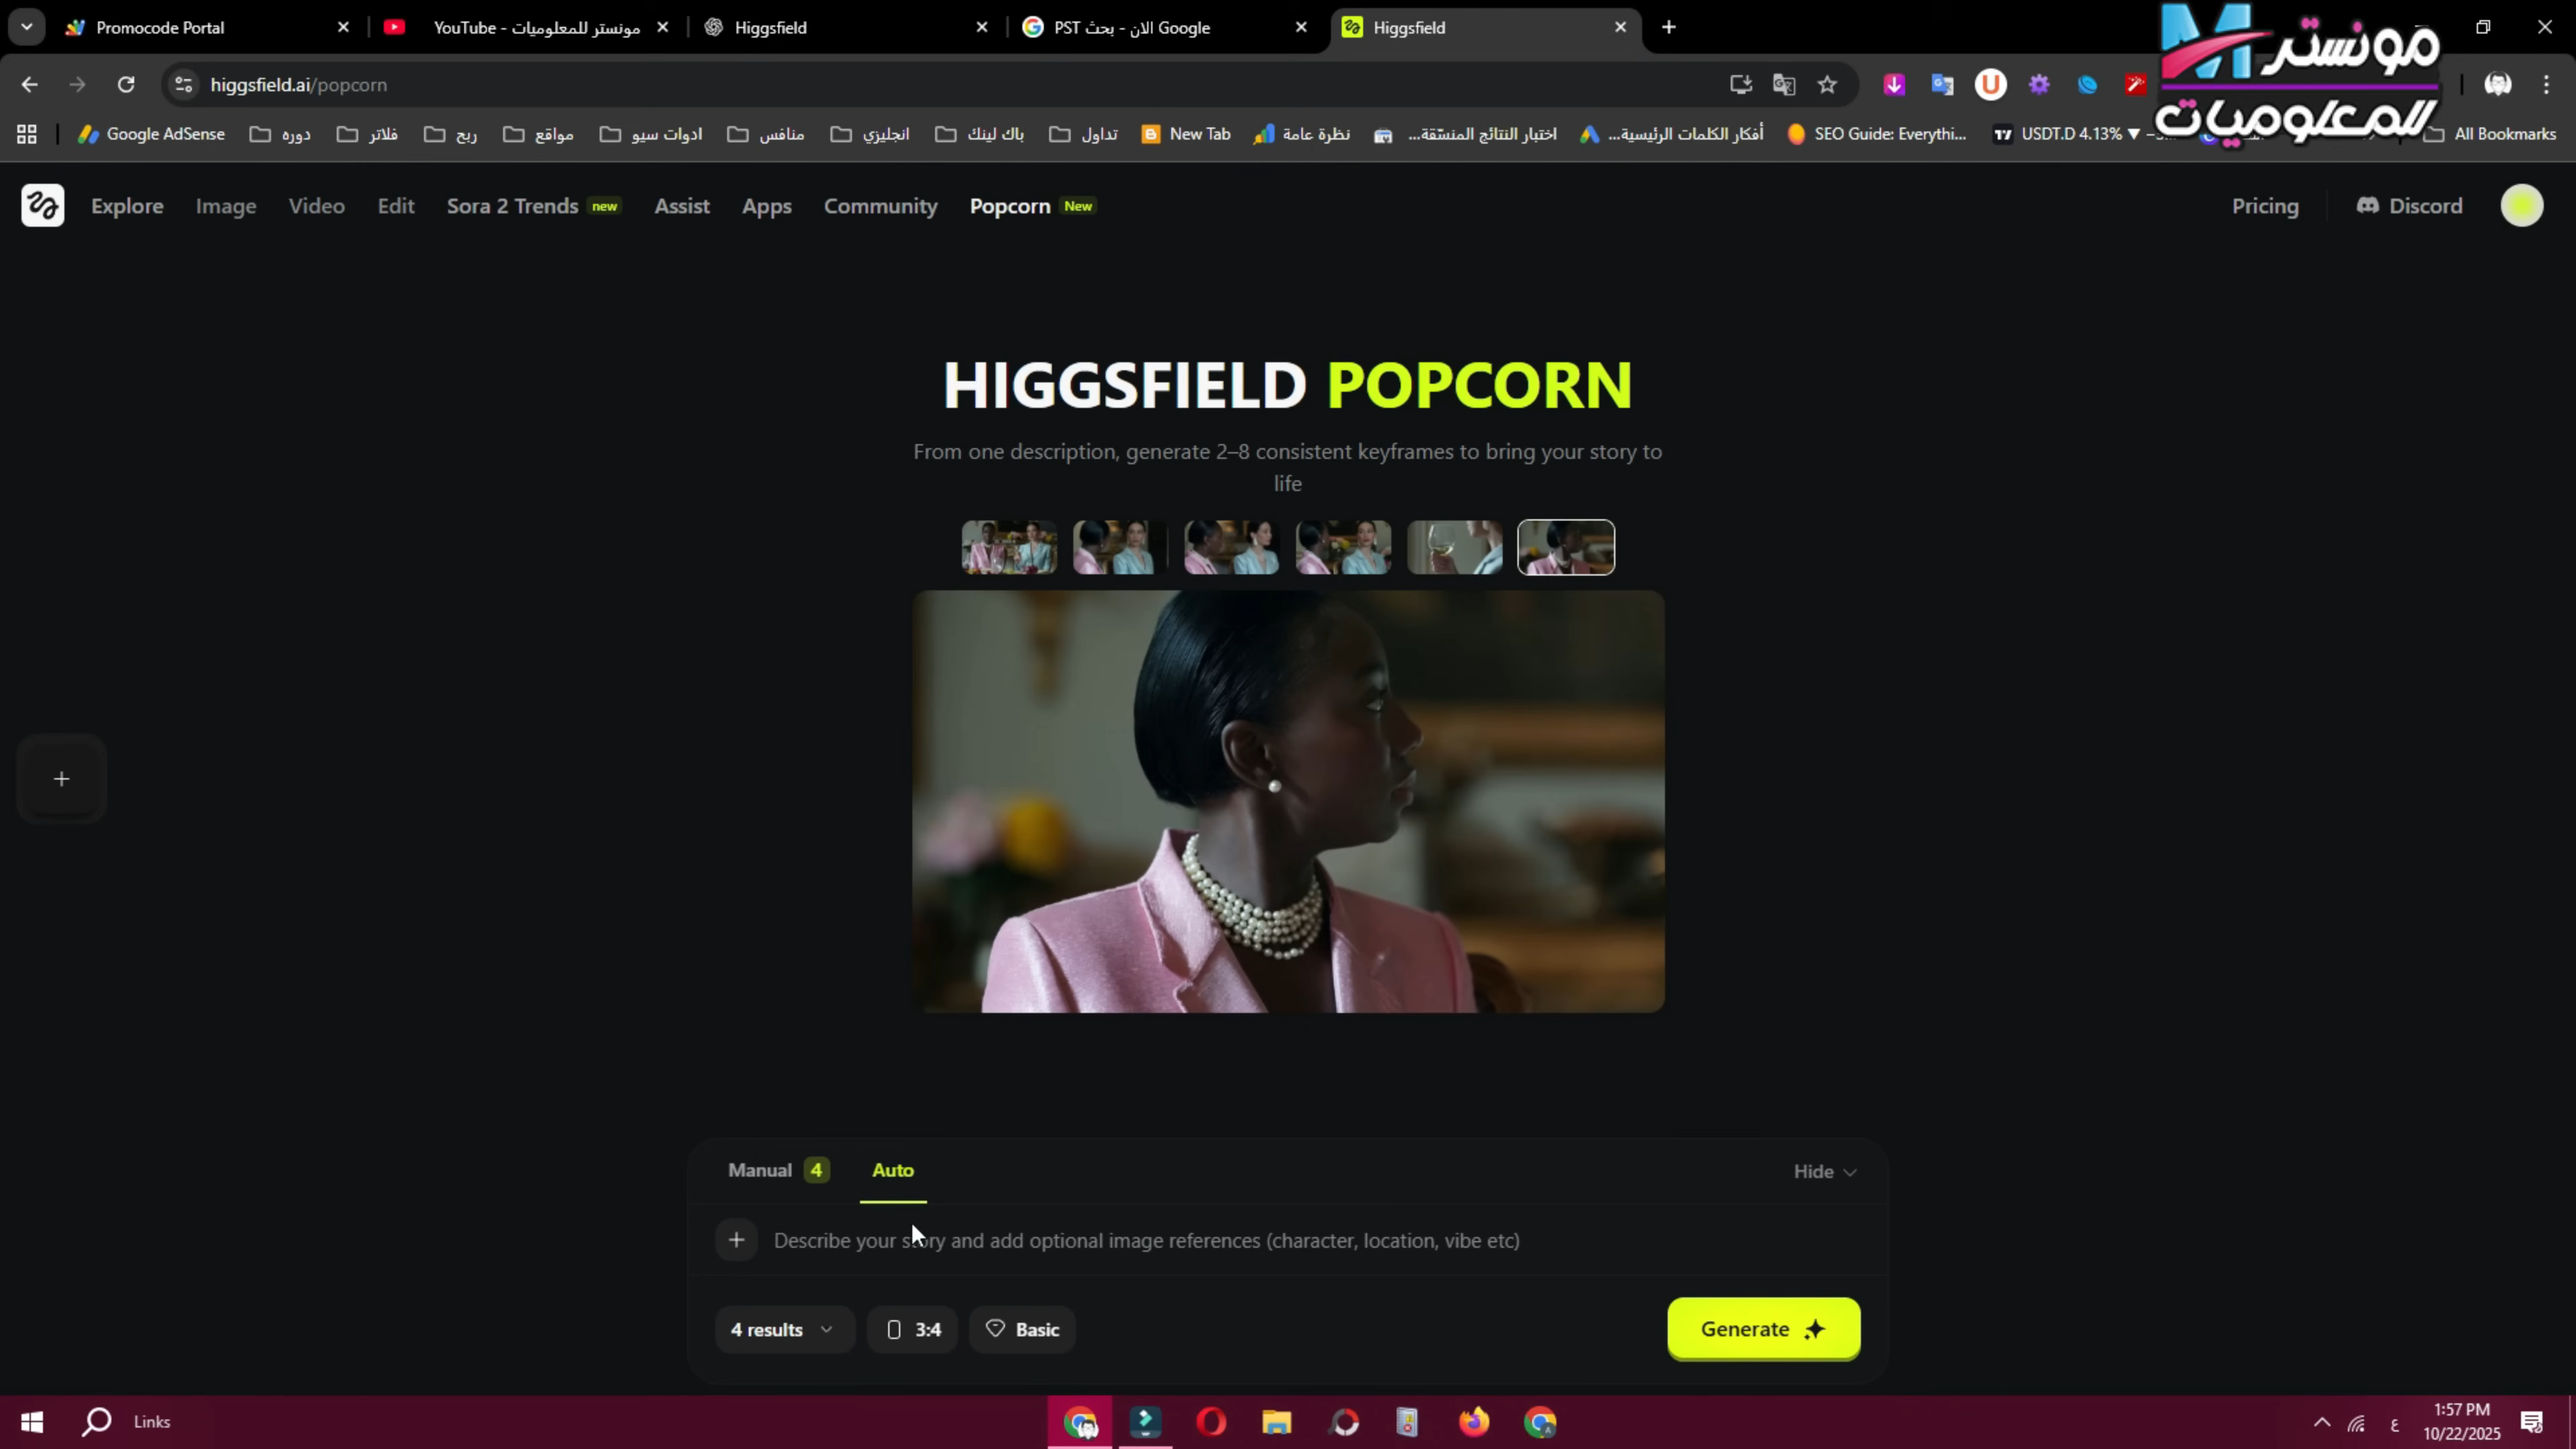 Promocode Portal
مونستر للمعلوميات - YouTube
Higgsfield
PST الان - بحث Google
Higgsfield
مونستر
للمعلوميات
higgsfield.ai/popcorn
Google AdSense
دوره
فلاتر
ربح
مواقع
ادوات سيو
منافس
انجليزي
باك لينك
تداول
New Tab
نظرة عامة
اختبار النتائج المنسّقة...
أفكار الكلمات الرئيسية...
SEO Guide: Everythi...
USDT.D 4.13% ▼
All Bookmarks
Explore
Image
Video
Edit
Sora 2 Trends new
Assist
Apps
Community
Popcorn New
Pricing
Discord
HIGGSFIELD POPCORN
From one description, generate 2–8 consistent keyframes to bring your story to
life
Manual 4
Auto
Hide
Describe your story and add optional image references (character, location, vibe etc)
4 results
3:4
Basic
Generate
Links
ع
1:57 PM
10/22/2025